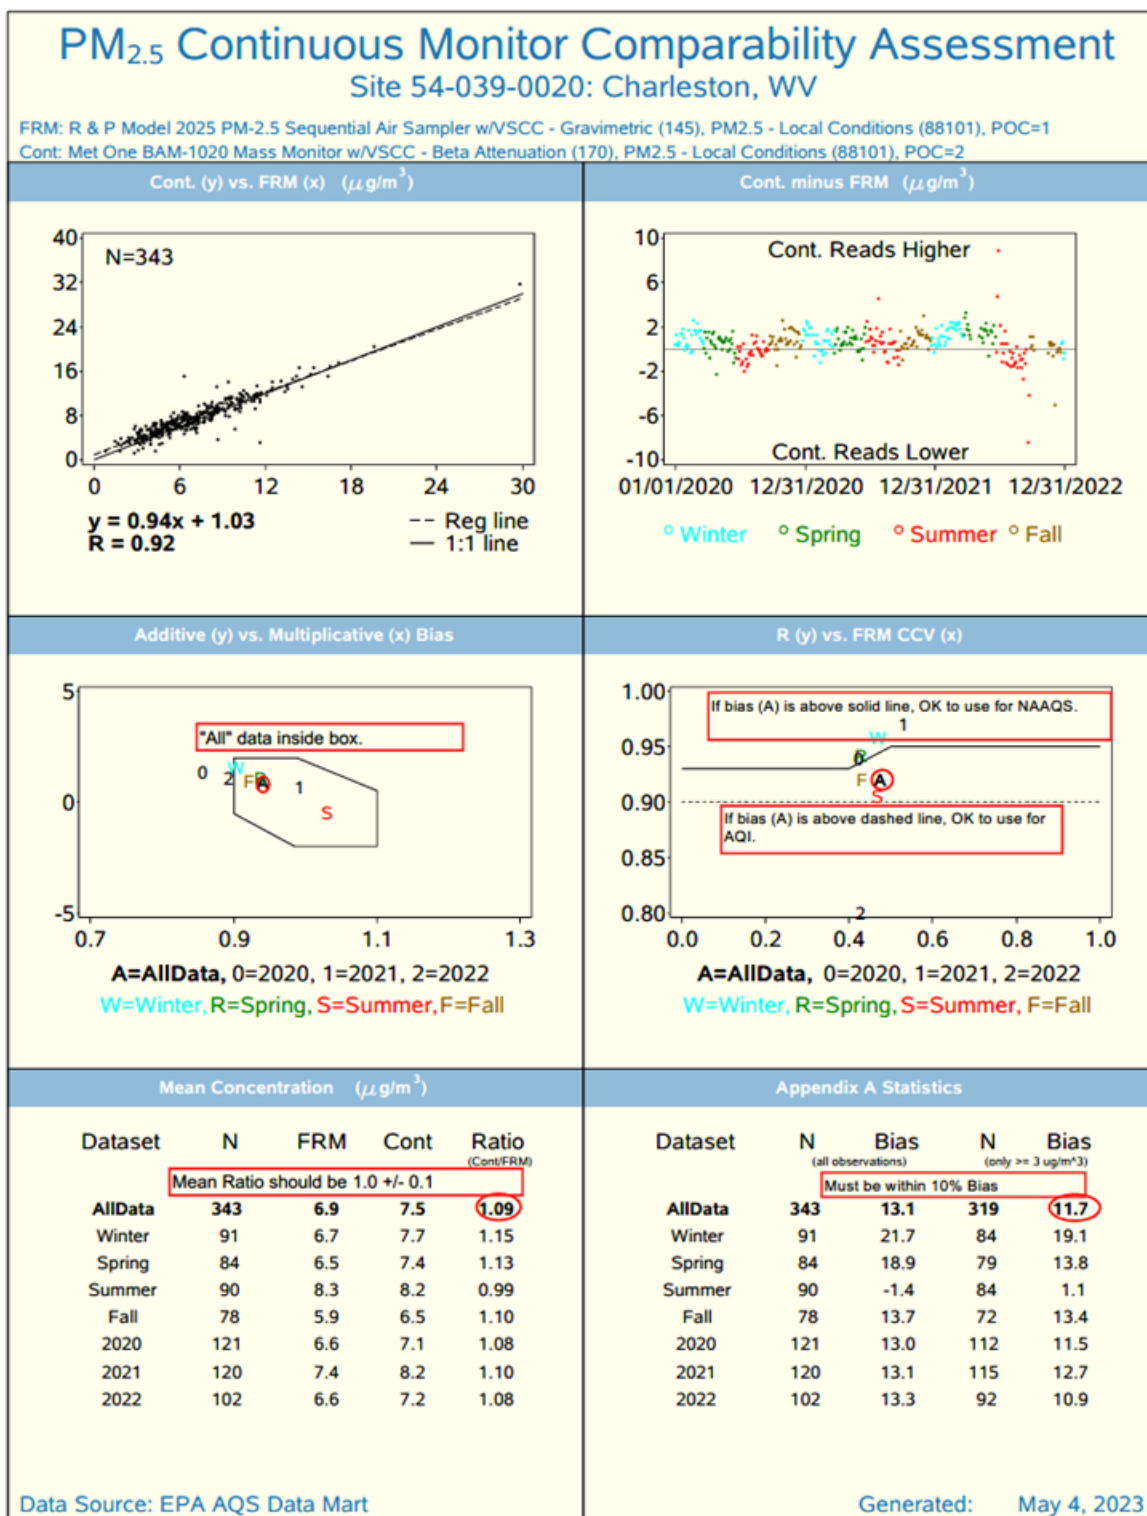 PM2.5 Continuous Monitor Comparability Assessment
Site 54-039-0020: Charleston, WV
FRM: R & P Model 2025 PM-2.5 Sequential Air Sampler w/VSCC - Gravimetric (145), PM2.5 - Local Conditions (88101), POC=1
Cont: Met One BAM-1020 Mass Monitor w/VSCC - Beta Attenuation (170), PM2.5 - Local Conditions (88101), POC=2
Cont. (y) vs. FRM (x) (μg/m³)
40
32
24
16
8
0
N=343
0 6 12 18 24 30
y = 0.94x + 1.03
R = 0.92
-- Reg line
— 1:1 line
Cont. minus FRM (μg/m³)
10
6
2
-2
-6
-10
Cont. Reads Higher
Cont. Reads Lower
01/01/2020 12/31/2020 12/31/2021 12/31/2022
Winter Spring Summer Fall
Additive (y) vs. Multiplicative (x) Bias
5
0
-5
"All" data inside box.
0 2 W F R A 1 S
0.7 0.9 1.1 1.3
A=AllData, 0=2020, 1=2021, 2=2022
W=Winter, R=Spring, S=Summer, F=Fall
R (y) vs. FRM CCV (x)
1.00
0.95
0.90
0.85
0.80
If bias (A) is above solid line, OK to use for NAAQS.
1
W
0 R
F A
S
If bias (A) is above dashed line, OK to use for
AQI.
2
0.0 0.2 0.4 0.6 0.8 1.0
A=AllData, 0=2020, 1=2021, 2=2022
W=Winter, R=Spring, S=Summer, F=Fall
Mean Concentration (μg/m³)
Dataset N FRM Cont Ratio
(Cont/FRM)
Mean Ratio should be 1.0 +/- 0.1
AllData 343 6.9 7.5 1.09
Winter 91 6.7 7.7 1.15
Spring 84 6.5 7.4 1.13
Summer 90 8.3 8.2 0.99
Fall 78 5.9 6.5 1.10
2020 121 6.6 7.1 1.08
2021 120 7.4 8.2 1.10
2022 102 6.6 7.2 1.08
Appendix A Statistics
Dataset N Bias N Bias
(all observations) (only >= 3 ug/m^3)
Must be within 10% Bias
AllData 343 13.1 319 11.7
Winter 91 21.7 84 19.1
Spring 84 18.9 79 13.8
Summer 90 -1.4 84 1.1
Fall 78 13.7 72 13.4
2020 121 13.0 112 11.5
2021 120 13.1 115 12.7
2022 102 13.3 92 10.9
Data Source: EPA AQS Data Mart
Generated: May 4, 2023